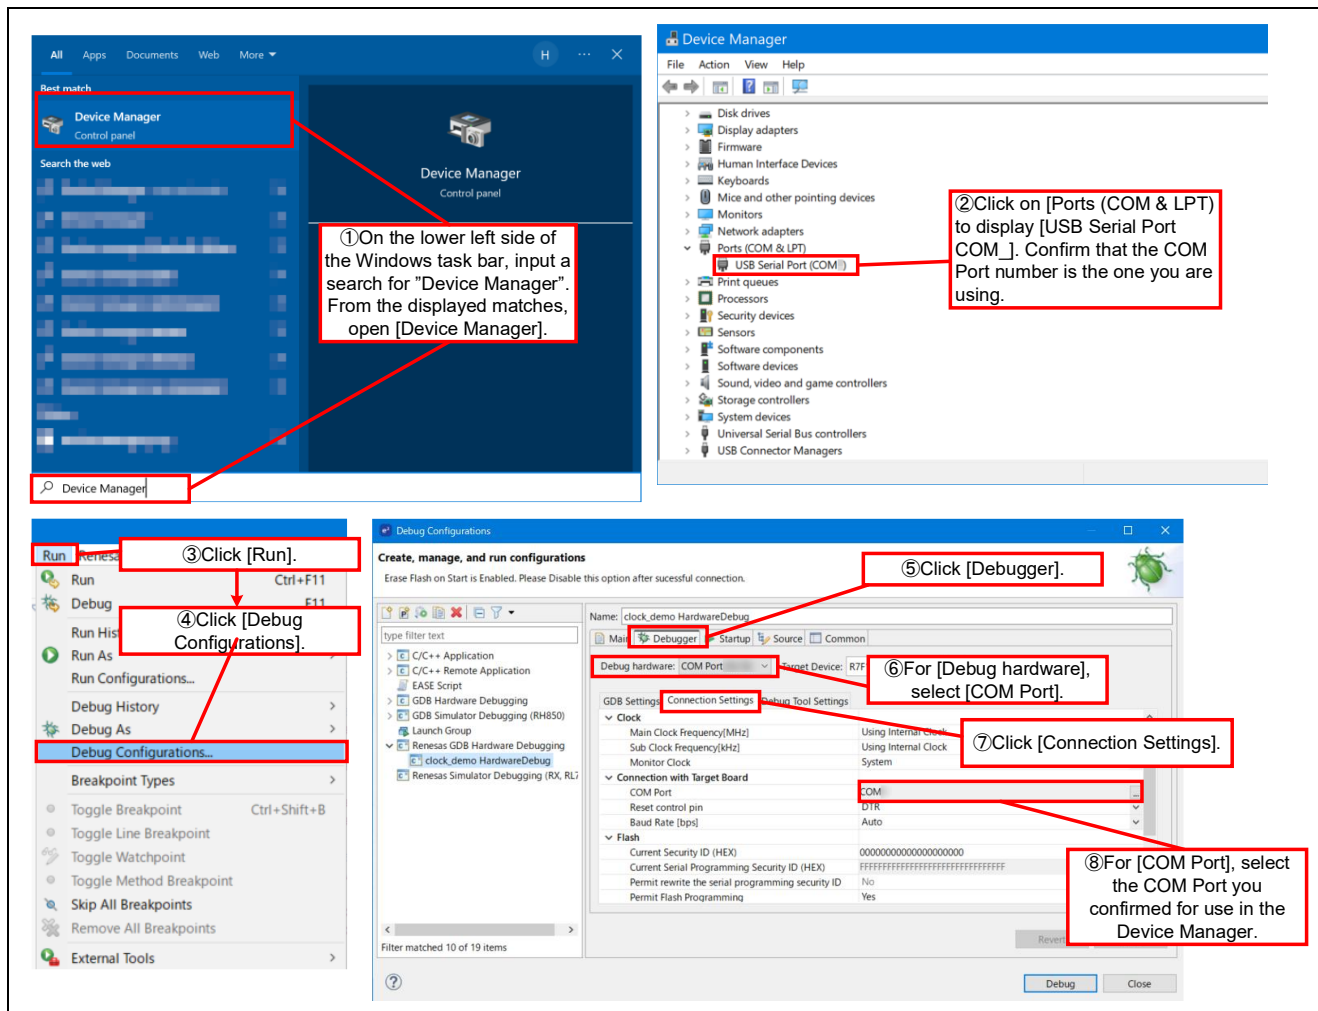 All Apps Documents Web More H ...
Best match
Device Manager
Control panel
Search the web
Device Manager
Control panel
①On the lower left side of
the Windows task bar, input a
search for ”Device Manager”.
From the displayed matches,
open [Device Manager].
Device Manager
Device Manager
File Action View Help
Disk drives
Display adapters
Firmware
Human Interface Devices
Keyboards
Mice and other pointing devices
Monitors
Network adapters
Ports (COM & LPT)
USB Serial Port (COM )
Print queues
Processors
Security devices
Sensors
Software components
Software devices
Sound, video and game controllers
Storage controllers
System devices
Universal Serial Bus controllers
USB Connector Managers
②Click on [Ports (COM & LPT)
to display [USB Serial Port
COM_]. Confirm that the COM
Port number is the one you are
using.
Run
③Click [Run].
Run Ctrl+F11
Debug F11
④Click [Debug
Configurations].
Run As
Run Configurations...
Debug History
Debug As
Debug Configurations...
Breakpoint Types
Toggle Breakpoint Ctrl+Shift+B
Toggle Line Breakpoint
Toggle Watchpoint
Toggle Method Breakpoint
Skip All Breakpoints
Remove All Breakpoints
External Tools
Debug Configurations
Create, manage, and run configurations
Erase Flash on Start is Enabled. Please Disable this option after sucessful connection.
⑤Click [Debugger].
type filter text
C/C++ Application
C/C++ Remote Application
EASE Script
GDB Hardware Debugging
GDB Simulator Debugging (RH850)
Launch Group
Renesas GDB Hardware Debugging
clock_demo HardwareDebug
Renesas Simulator Debugging (RX, RL7
Filter matched 10 of 19 items
Name: clock_demo HardwareDebug
Main Debugger Startup Source Common
Debug hardware: COM Port Target Device: R7F
⑥For [Debug hardware],
select [COM Port].
GDB Settings Connection Settings Debug Tool Settings
⑦Click [Connection Settings].
Clock
Main Clock Frequency[MHz] Using Internal Clock
Sub Clock Frequency[kHz] Using Internal Clock
Monitor Clock System
Connection with Target Board
COM Port COM ...
Reset control pin DTR
Baud Rate [bps] Auto
Flash
Current Security ID (HEX) 00000000000000000000
Current Serial Programming Security ID (HEX) FFFFFFFFFFFFFFFFFFFFFFFFFFFFFFFF
Permit rewrite the serial programming security ID No
Permit Flash Programming Yes
⑧For [COM Port], select
the COM Port you
confirmed for use in the
Device Manager.
Debug Close